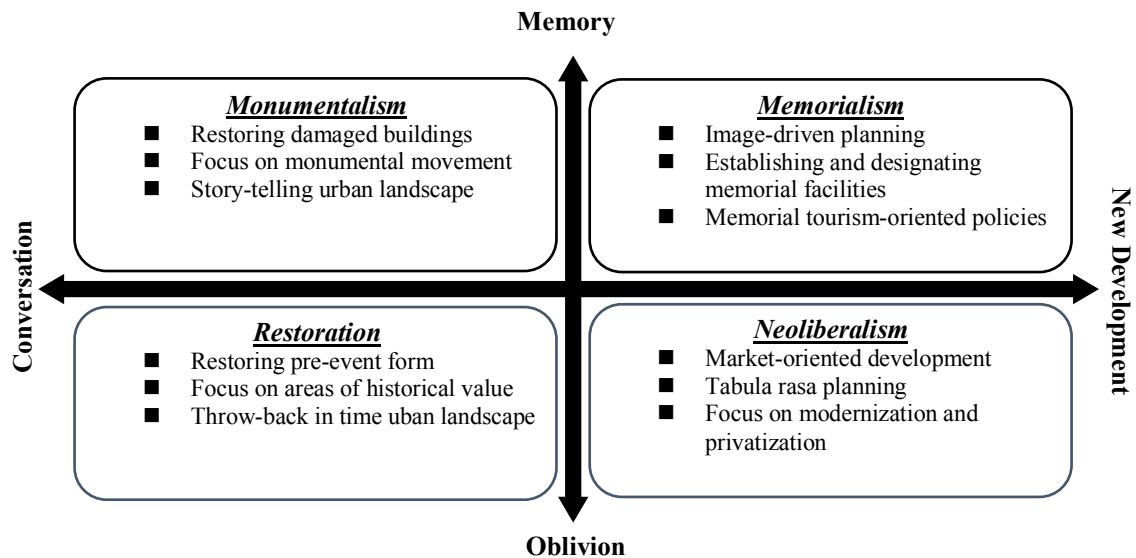 Memory
Monumentalism
■ Restoring damaged buildings
■ Focus on monumental movement
■ Story-telling urban landscape
Memorialism
■ Image-driven planning
■ Establishing and designating
memorial facilities
■ Memorial tourism-oriented policies
Conversation
New Development
Restoration
■ Restoring pre-event form
■ Focus on areas of historical value
■ Throw-back in time uban landscape
Neoliberalism
■ Market-oriented development
■ Tabula rasa planning
■ Focus on modernization and
privatization
Oblivion